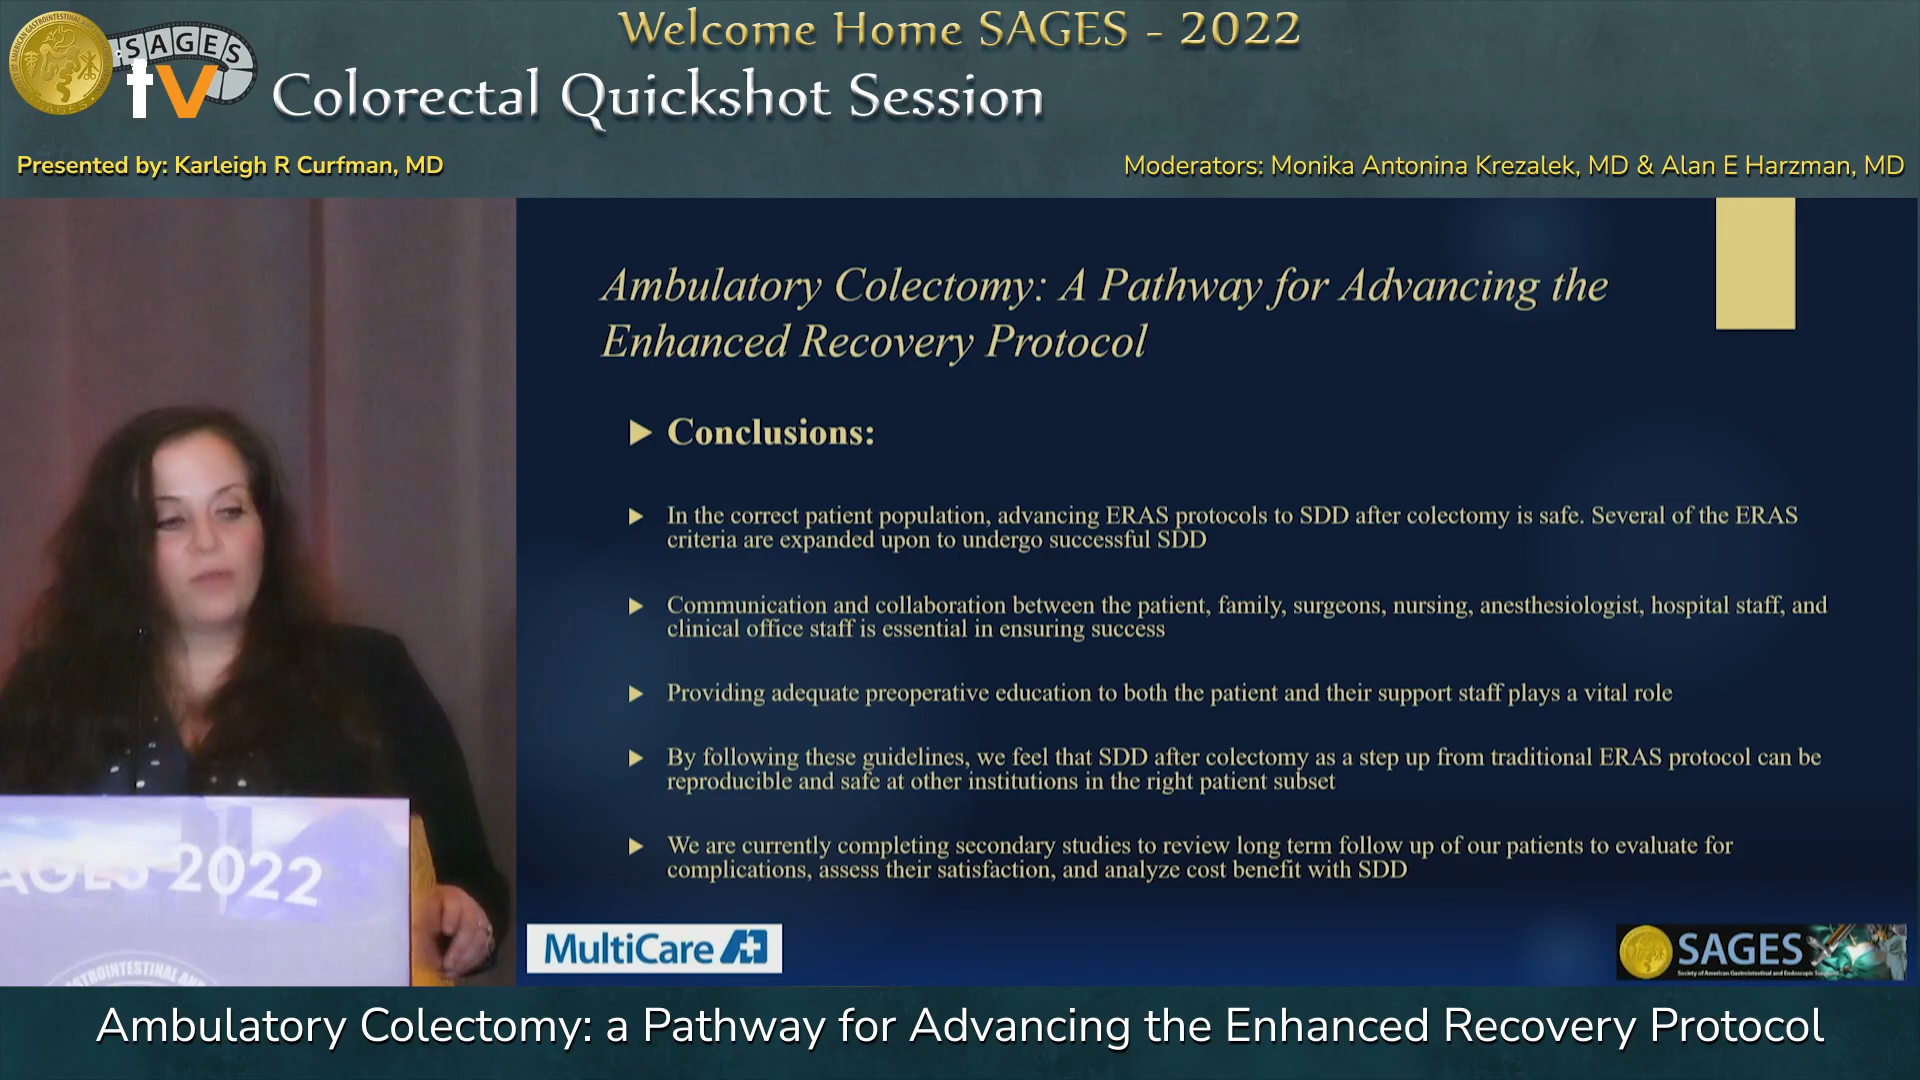 Welcome Home SAGES - 2022
SAGES
tv
Colorectal Quickshot Session
Presented by: Karleigh R Curfman, MD
Moderators: Monika Antonina Krezalek, MD & Alan E Harzman, MD
Ambulatory Colectomy: A Pathway for Advancing the
Enhanced Recovery Protocol
Conclusions:
In the correct patient population, advancing ERAS protocols to SDD after colectomy is safe. Several of the ERAS
criteria are expanded upon to undergo successful SDD
Communication and collaboration between the patient, family, surgeons, nursing, anesthesiologist, hospital staff, and
clinical office staff is essential in ensuring success
Providing adequate preoperative education to both the patient and their support staff plays a vital role
By following these guidelines, we feel that SDD after colectomy as a step up from traditional ERAS protocol can be
reproducible and safe at other institutions in the right patient subset
We are currently completing secondary studies to review long term follow up of our patients to evaluate for
complications, assess their satisfaction, and analyze cost benefit with SDD
AGES 2022
MultiCare
SAGES
Society of American Gastrointestinal and Endoscopic
Ambulatory Colectomy: a Pathway for Advancing the Enhanced Recovery Protocol